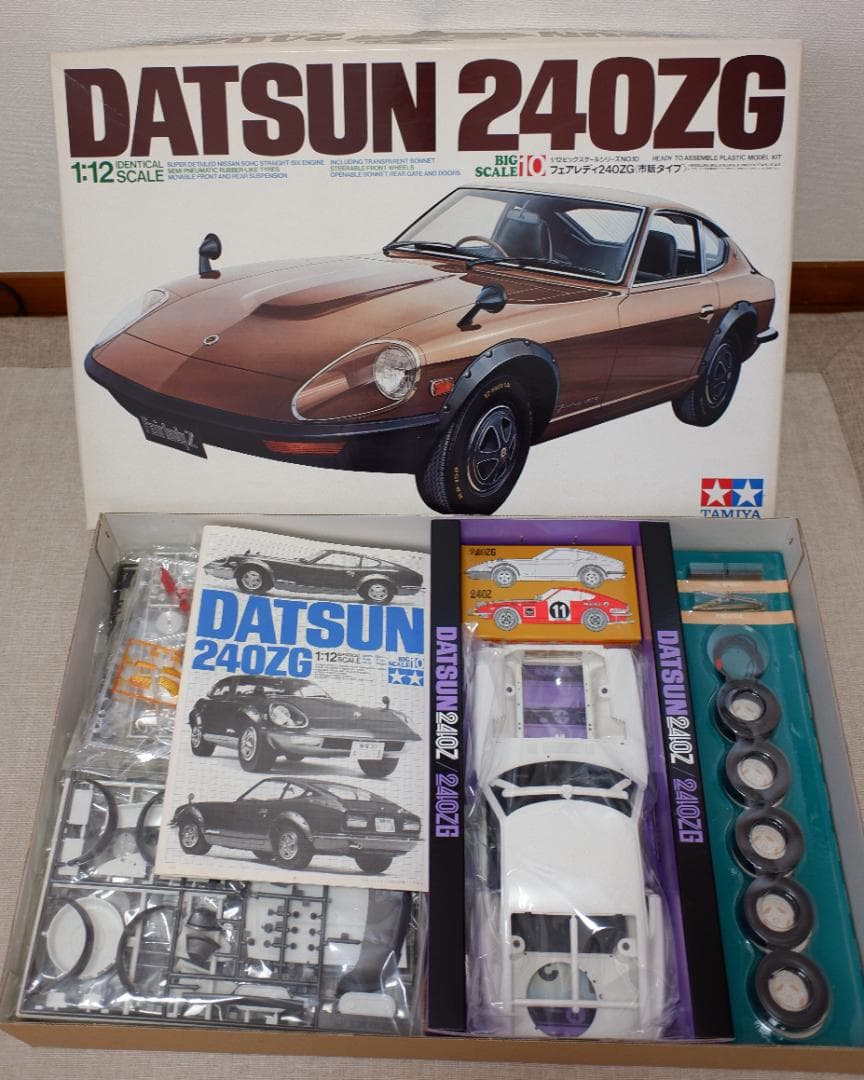 DATSUN 240ZG
1:12 IDENTICAL SCALE
SUPER DETAILED NISSAN SOHC STRAIGHT SIX ENGINE
SEMI PNEUMATIC RUBBER-LIKE TYRES
MOVABLE FRONT AND REAR SUSPENSION
INCLUDING TRANSPARENT BONNET
STEERABLE FRONT WHEELS
OPENABLE BONNET, REAR GATE AND DOORS
BIG SCALE 10
1/12ビッグスケールシリーズNO.10
READY TO ASSEMBLE PLASTIC MODEL KIT
フェアレディ240ZG(市販タイプ)
Fairlady Z
TAMIYA
240ZG
240Z
11
DATSUN
240ZG
1:12 IDENTICAL SCALE
BIG SCALE 10
DATSUN 240Z/240ZG
DATSUN 240Z/240ZG